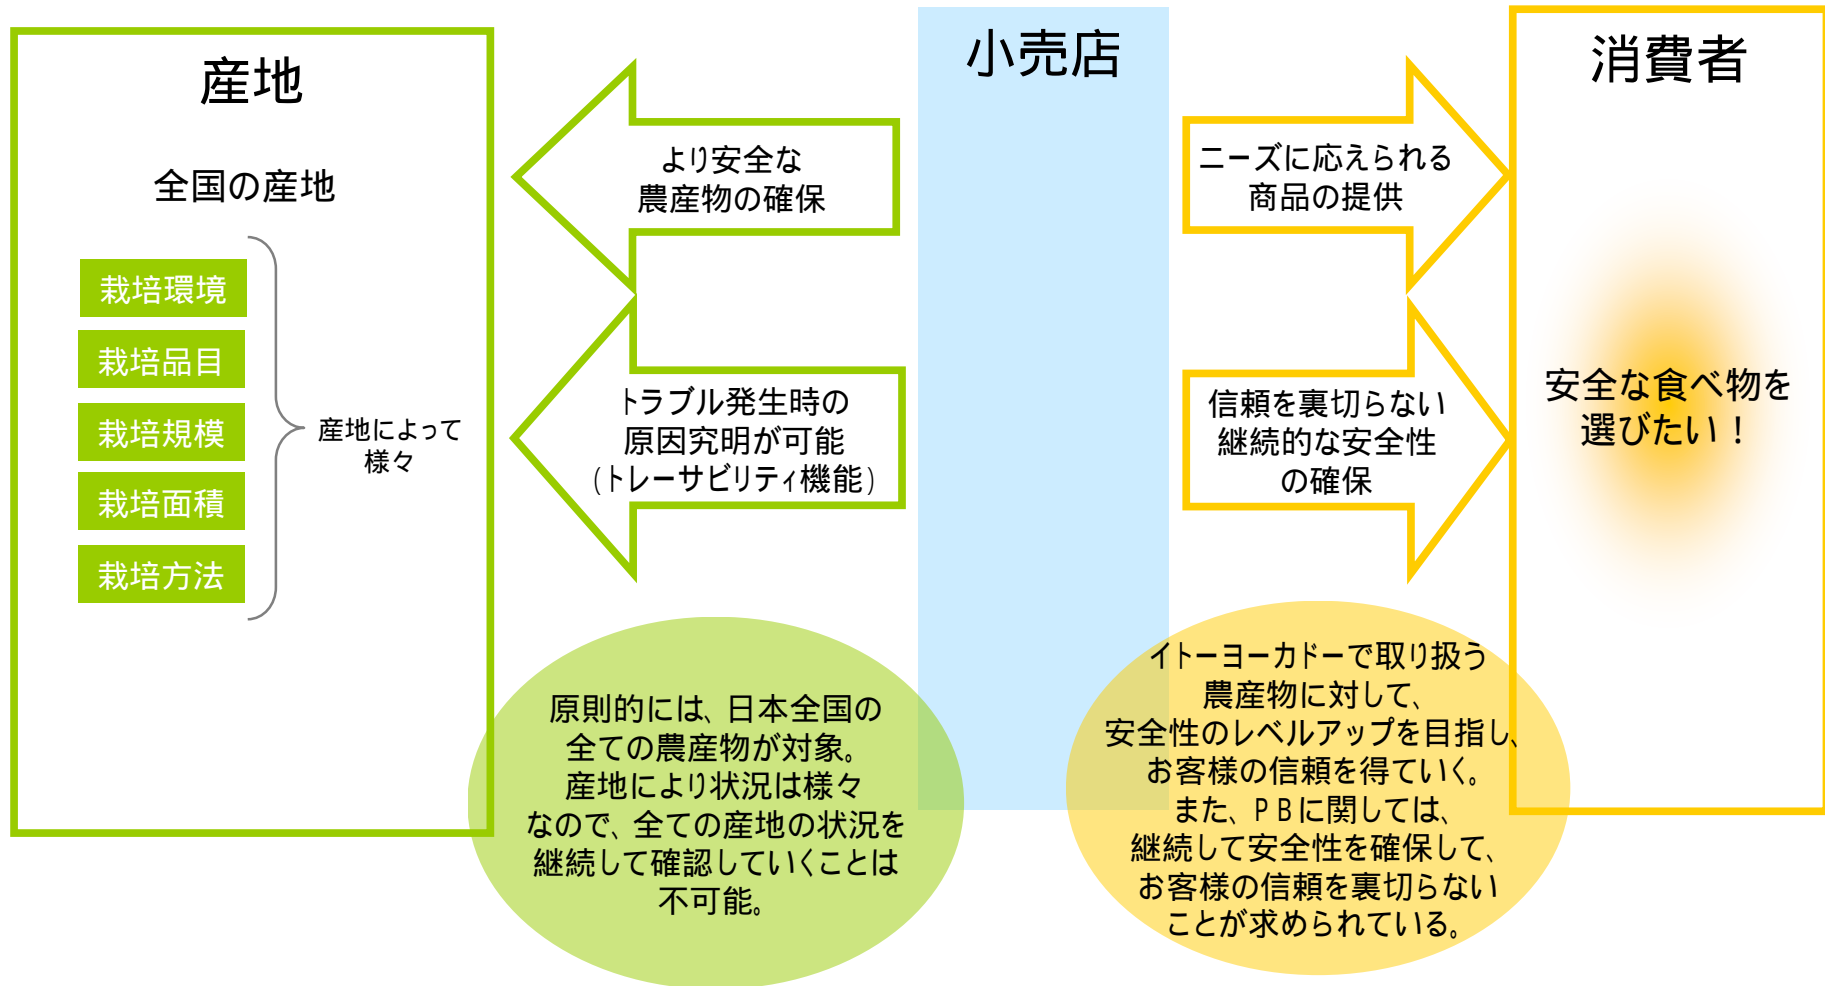 産地
全国の産地
栽培環境
栽培品目
栽培規模
栽培面積
栽培方法
産地によって
様々
より安全な
農産物の確保
トラブル発生時の
原因究明が可能
(トレーサビリティ機能)
原則的には、日本全国の
全ての農産物が対象。
産地により状況は様々
なので、全ての産地の状況を
継続して確認していくことは
不可能。
小売店
ニーズに応えられる
商品の提供
信頼を裏切らない
継続的な安全性
の確保
イトーヨーカドーで取り扱う
農産物に対して、
安全性のレベルアップを目指し、
お客様の信頼を得ていく。
また、PBに関しては、
継続して安全性を確保して、
お客様の信頼を裏切らない
ことが求められている。
消費者
安全な食べ物を
選びたい！